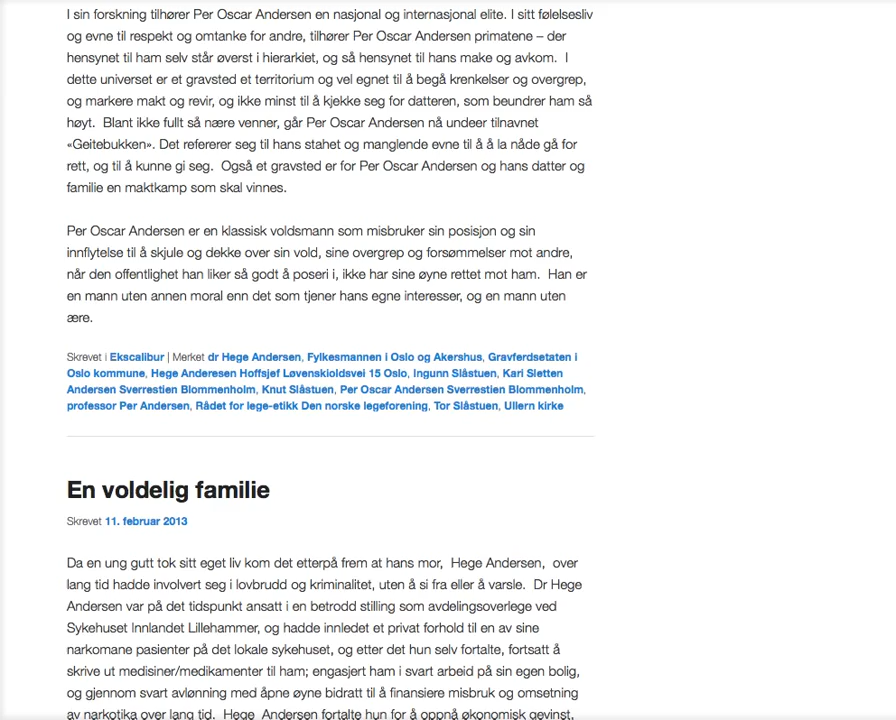 I sin forskning tilhører Per Oscar Andersen en nasjonal og internasjonal elite. I sitt følelsesliv
og evne til respekt og omtanke for andre, tilhører Per Oscar Andersen primatene – der
hensynet til ham selv står øverst i hierarkiet, og så hensynet til hans make og avkom. I
dette universet er et gravsted et territorium og vel egnet til å begå krenkelser og overgrep,
og markere makt og revir, og ikke minst til å kjekke seg for datteren, som beundrer ham så
høyt. Blant ikke fullt så nære venner, går Per Oscar Andersen nå undeer tilnavnet
«Geitebukken». Det refererer seg til hans stahet og manglende evne til å å la nåde gå for
rett, og til å kunne gi seg. Også et gravsted er for Per Oscar Andersen og hans datter og
familie en maktkamp som skal vinnes.
Per Oscar Andersen er en klassisk voldsmann som misbruker sin posisjon og sin
innflytelse til å skjule og dekke over sin vold, sine overgrep og forsømmelser mot andre,
når den offentlighet han liker så godt å poseri i, ikke har sine øyne rettet mot ham. Han er
en mann uten annen moral enn det som tjener hans egne interesser, og en mann uten
ære.
Skrevet i Ekscalibur | Merket dr Hege Andersen, Fylkesmannen i Oslo og Akershus, Gravferdsetaten i
Oslo kommune, Hege Anderesen Hoffsjef Løvenskioldsvei 15 Oslo, Ingunn Slåstuen, Kari Sletten
Andersen Sverrestien Blommenholm, Knut Slåstuen, Per Oscar Andersen Sverrestien Blommenholm,
professor Per Andersen, Rådet for lege-etikk Den norske legeforening, Tor Slåstuen, Ullern kirke
En voldelig familie
Skrevet 11. februar 2013
Da en ung gutt tok sitt eget liv kom det etterpå frem at hans mor, Hege Andersen, over
lang tid hadde involvert seg i lovbrudd og kriminalitet, uten å si fra eller å varsle. Dr Hege
Andersen var på det tidspunkt ansatt i en betrodd stilling som avdelingsoverlege ved
Sykehuset Innlandet Lillehammer, og hadde innledet et privat forhold til en av sine
narkomane pasienter på det lokale sykehuset, og etter det hun selv fortalte, fortsatt å
skrive ut medisiner/medikamenter til ham; engasjert ham i svart arbeid på sin egen bolig,
og gjennom svart avlønning med åpne øyne bidratt til å finansiere misbruk og omsetning
av narkotika over lang tid. Hege Andersen fortalte hun for å oppnå økonomisk gevinst,